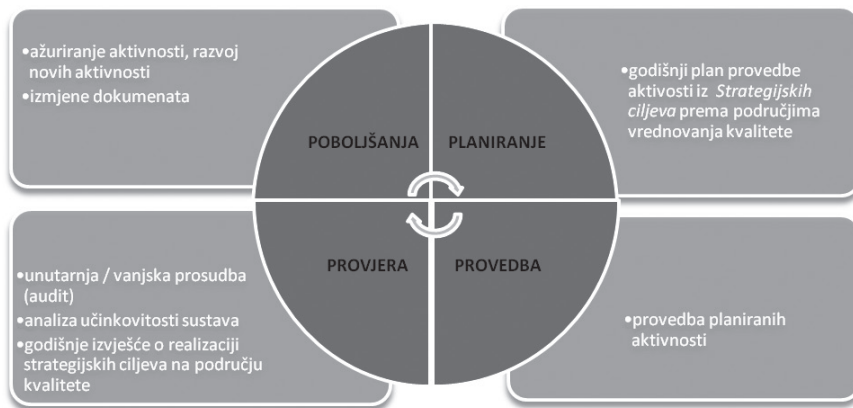 •ažuriranje aktivnosti, razvoj
novih aktivnosti
•izmjene dokumenata
•godišnji plan provedbe
aktivosti iz Strategijskih
ciljeva prema područjima
vrednovanja kvalitete
POBOLJŠANJA
PLANIRANJE
PROVJERA
PROVEDBA
•unutarnja / vanjska prosudba
(audit)
•analiza učinkovitosti sustava
•godišnje izvješće o realizaciji
strategijskih ciljeva na području
kvalitete
•provedba planiranih
aktivnosti